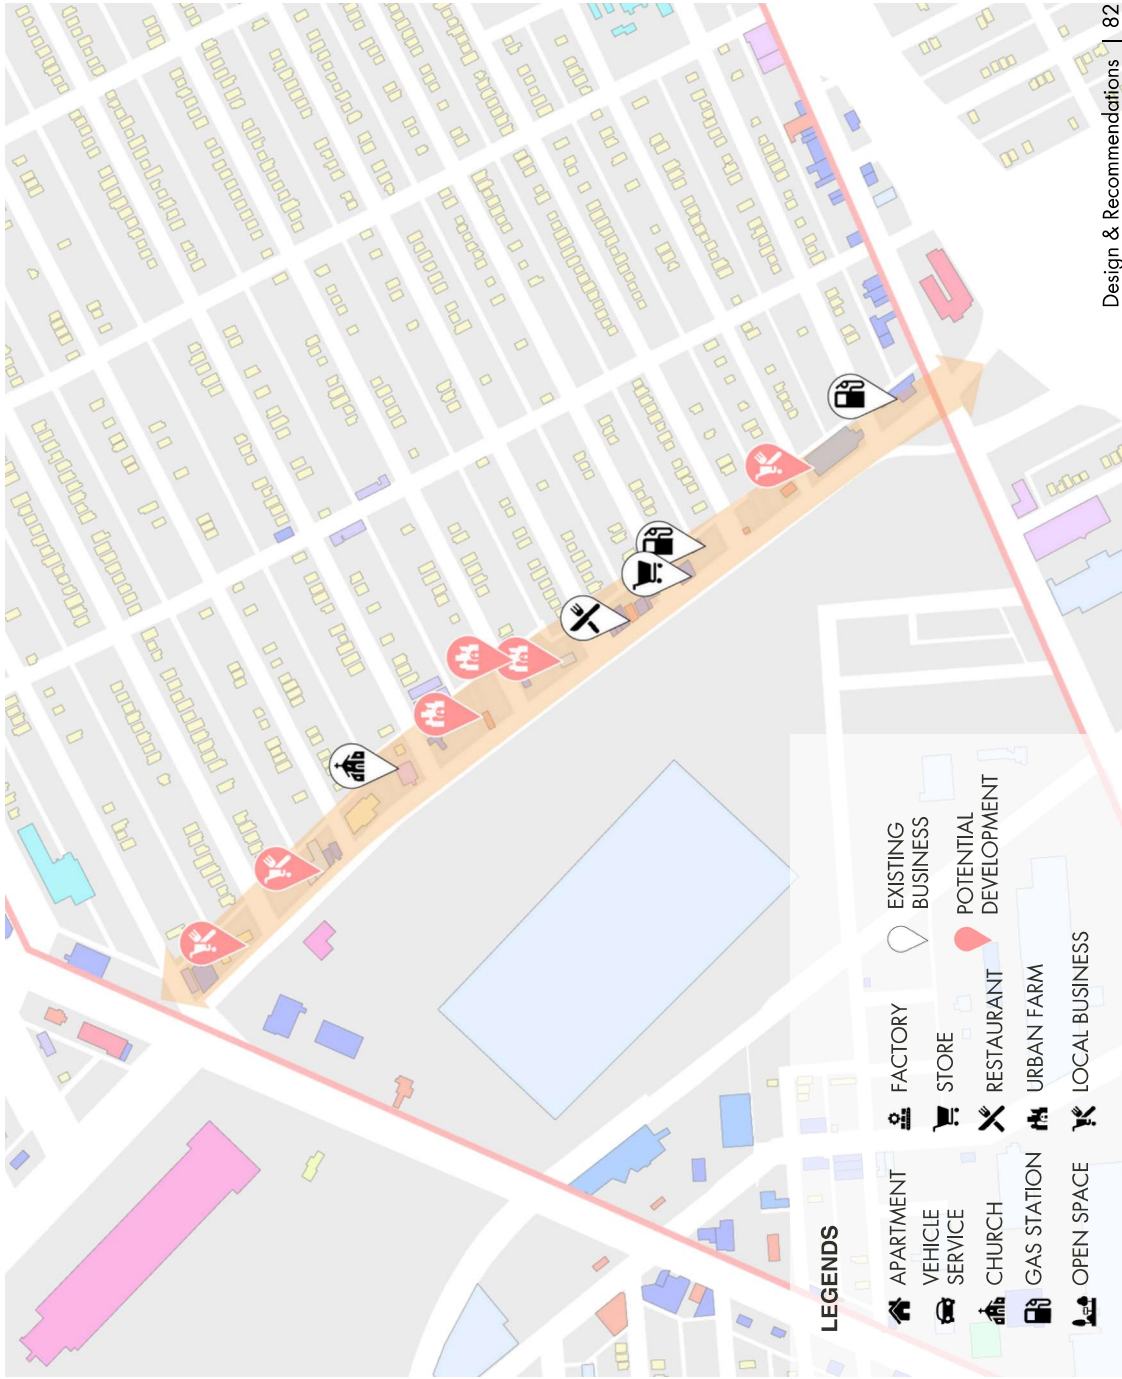 LEGENDS
APARTMENT
VEHICLE
SERVICE
CHURCH
GAS STATION
OPEN SPACE
FACTORY
STORE
RESTAURANT
URBAN FARM
LOCAL BUSINESS
EXISTING
BUSINESS
POTENTIAL
DEVELOPMENT
Design & Recommendations | 82